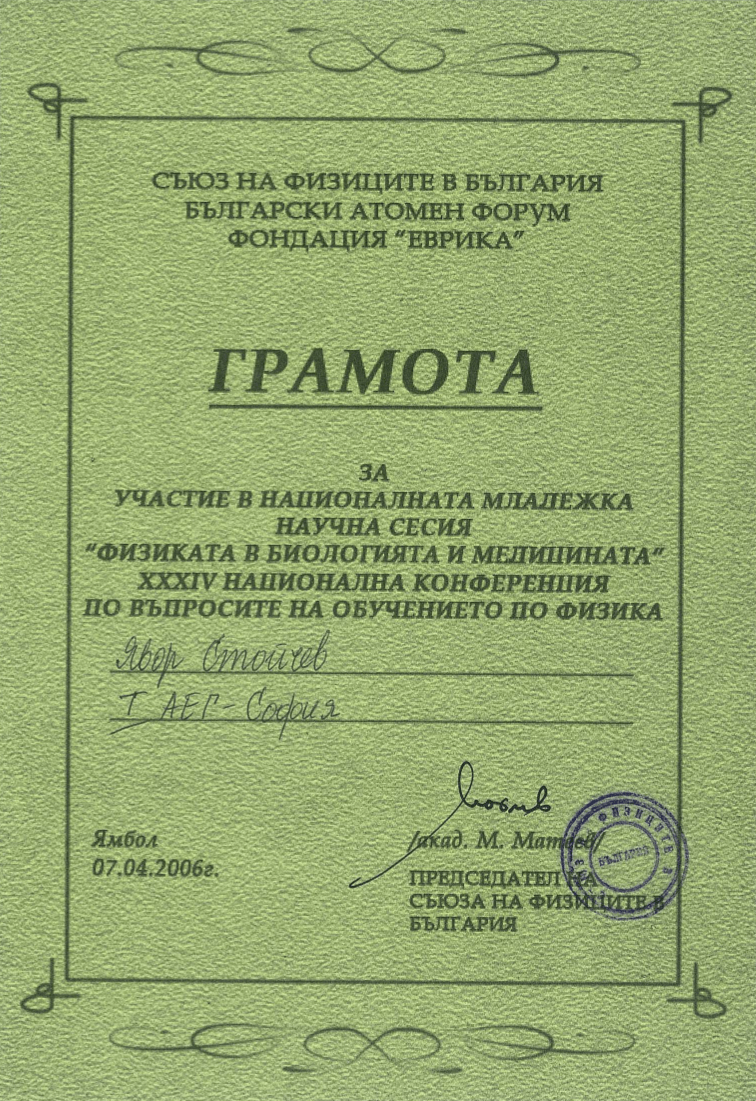 СЪЮЗ НА ФИЗИЦИТЕ В БЪЛГАРИЯ
БЪЛГАРСКИ АТОМЕН ФОРУМ
ФОНДАЦИЯ “ЕВРИКА”
ГРАМОТА
ЗА
УЧАСТИЕ В НАЦИОНАЛНАТА МЛАДЕЖКА
НАУЧНА СЕСИЯ
“ФИЗИКАТА В БИОЛОГИЯТА И МЕДИЦИНАТА”
XXXIV НАЦИОНАЛНА КОНФЕРЕНЦИЯ
ПО ВЪПРОСИТЕ НА ОБУЧЕНИЕТО ПО ФИЗИКА
Явор Стойчев
I АЕГ - София
Ямбол
07.04.2006г.
/акад. М. Матеев/
ПРЕДСЕДАТЕЛ НА
СЪЮЗА НА ФИЗИЦИТЕ В
БЪЛГАРИЯ
ФИЗИЦИТЕ В
БЪЛГАРИЯ